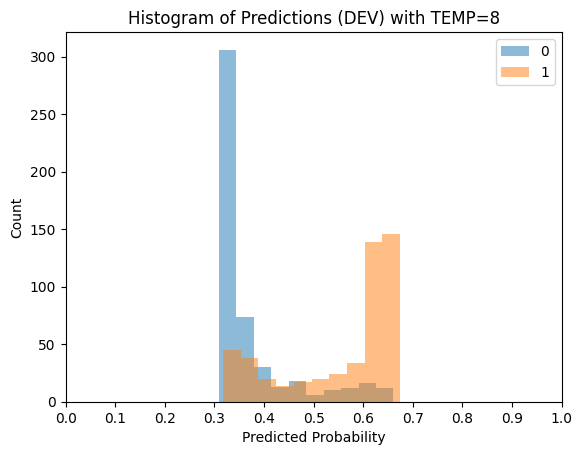 Histogram of Predictions (DEV) with TEMP=8
0
1
300
250
200
150
100
50
0
Count
0.0 0.1 0.2 0.3 0.4 0.5 0.6 0.7 0.8 0.9 1.0
Predicted Probability